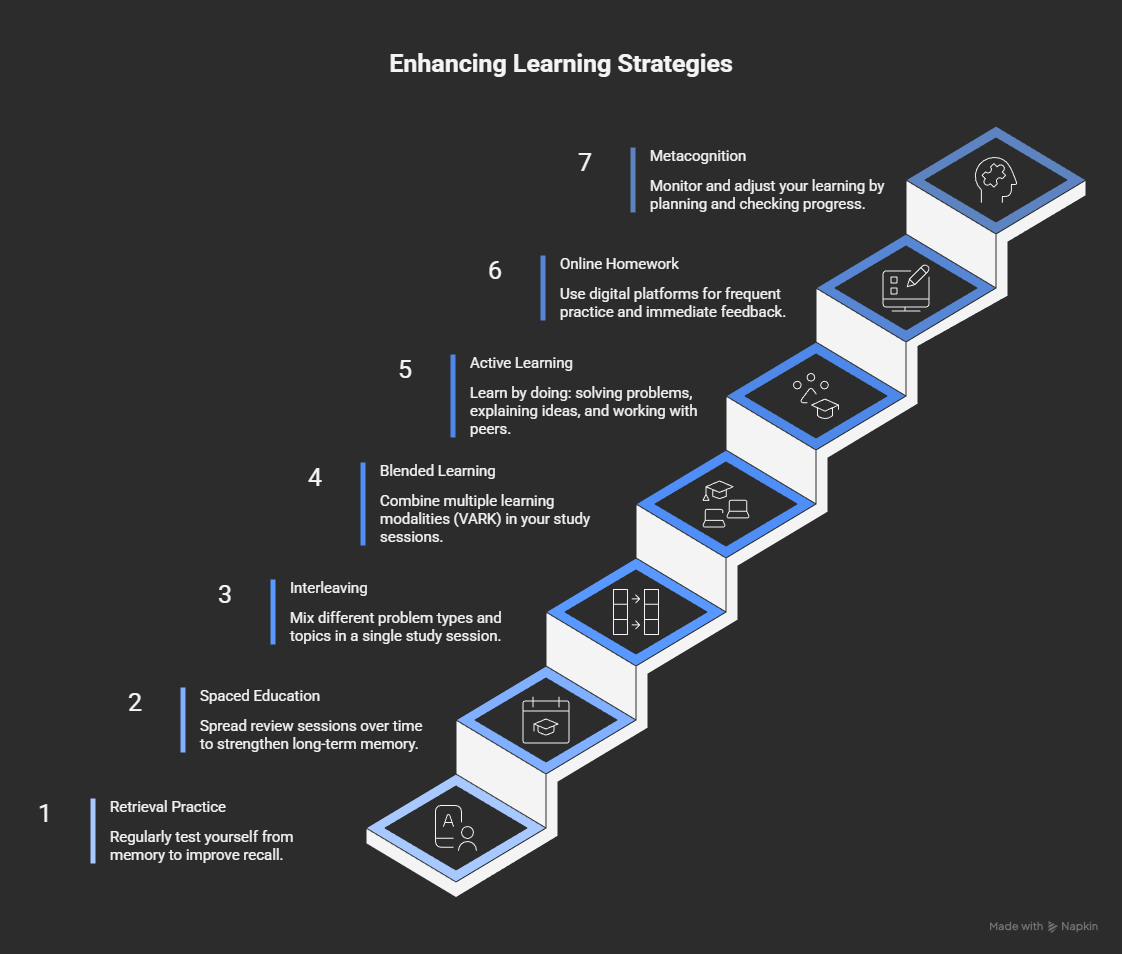 Enhancing Learning Strategies
7
Metacognition
Monitor and adjust your learning by
planning and checking progress.
6
Online Homework
Use digital platforms for frequent
practice and immediate feedback.
5
Active Learning
Learn by doing: solving problems,
explaining ideas, and working with
peers.
4
Blended Learning
Combine multiple learning
modalities (VARK) in your study
sessions.
3
Interleaving
Mix different problem types and
topics in a single study session.
2
Spaced Education
Spread review sessions over time
to strengthen long-term memory.
1
Retrieval Practice
Regularly test yourself from
memory to improve recall.
A
Made with Napkin